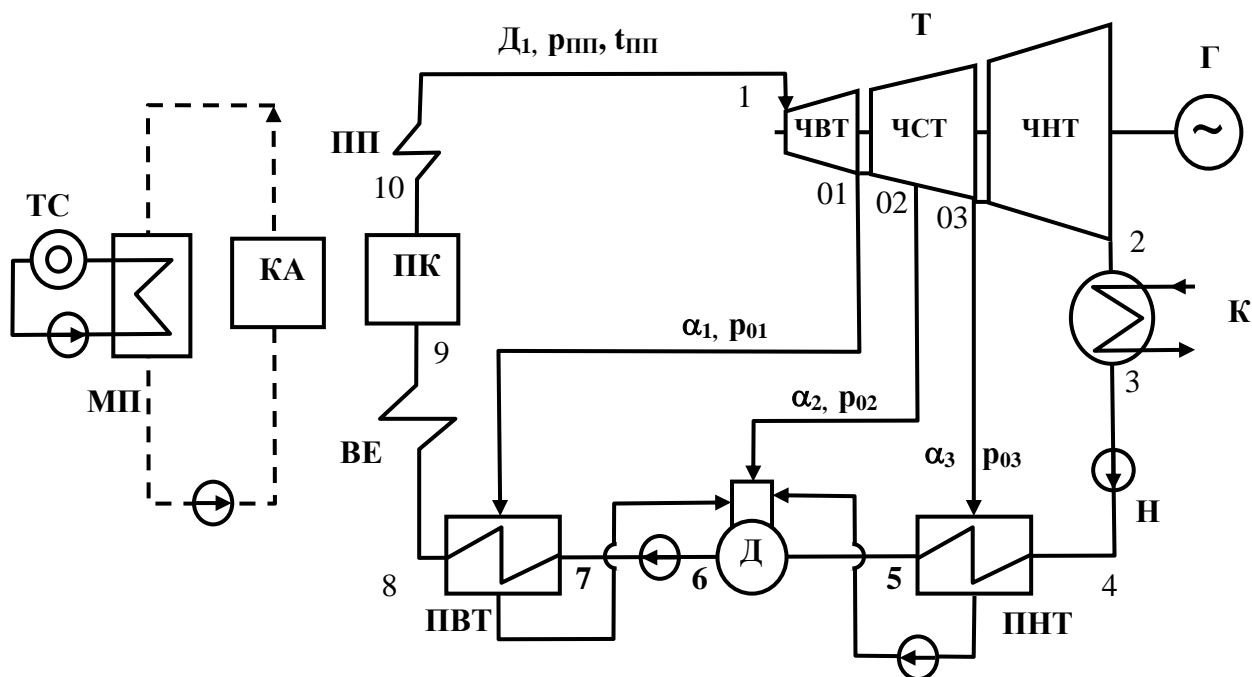 Д₁, pПП, tПП
Т
Г
1
ЧВТ
ЧСТ
ЧНТ
~
ПП
10
01
02
03
ТС
КА
ПК
2
К
α₁, p₀₁
9
3
МП
α₂, p₀₂
ВЕ
α₃
p₀₃
Н
Д
8
7
6
5
4
ПВТ
ПНТ